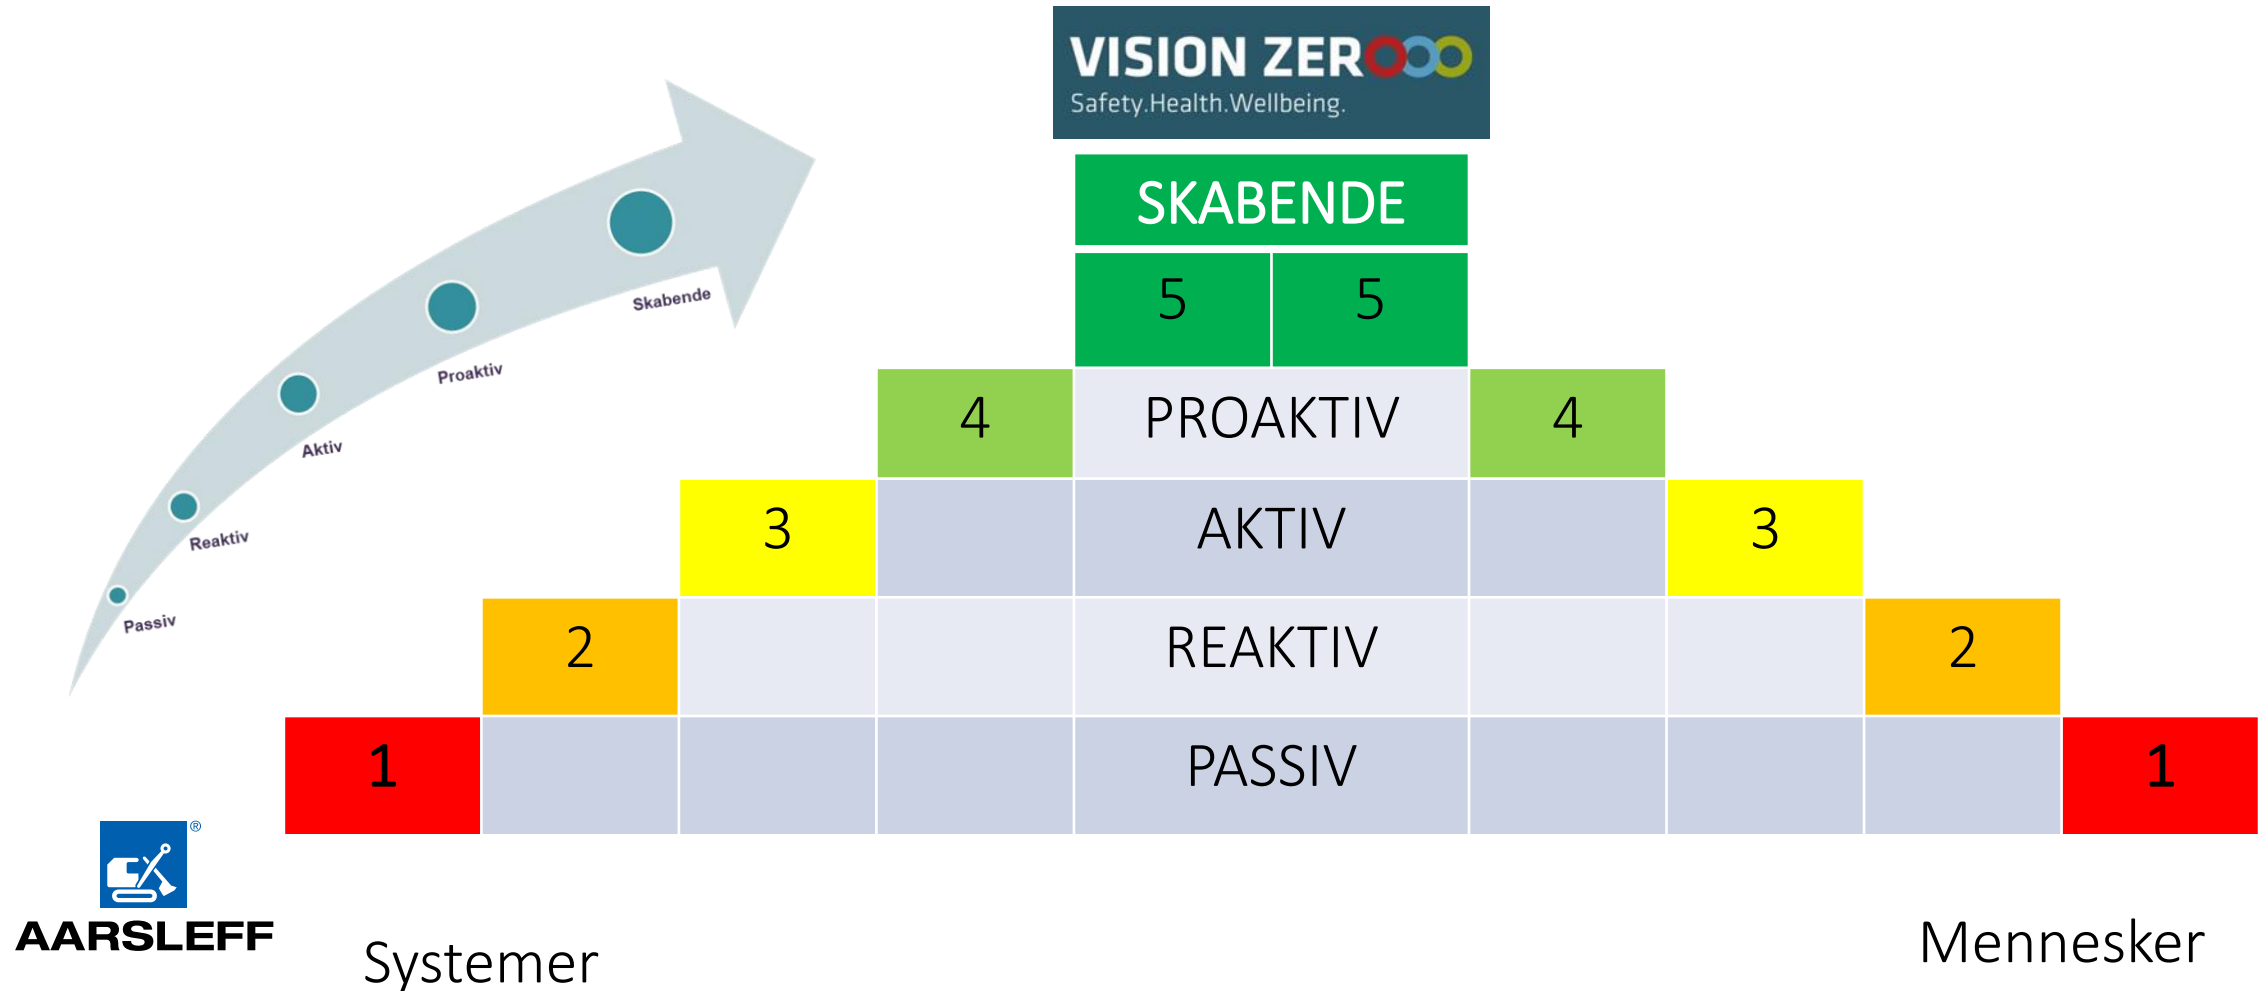 VISION ZERO
Safety.Health.Wellbeing.
SKABENDE
5 5
4 PROAKTIV 4
3 AKTIV 3
2 REAKTIV 2
1 PASSIV 1
Skabende
Proaktiv
Aktiv
Reaktiv
Passiv
®
AARSLEFF
Systemer
Mennesker